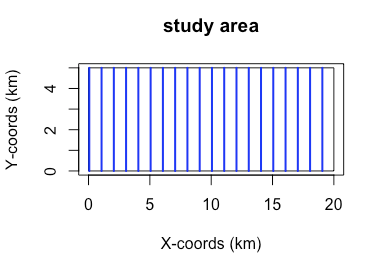 study area
Y-coords (km)
4
2
0
0 5 10 15 20
X-coords (km)